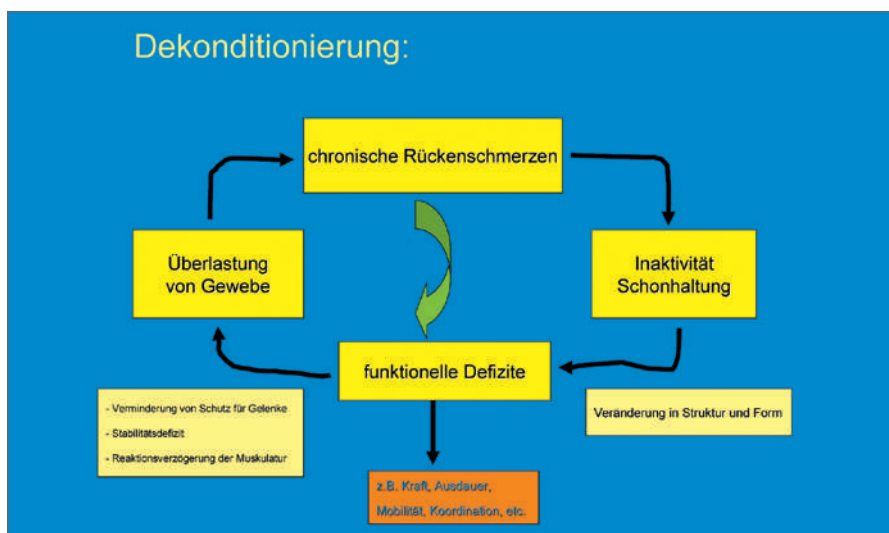 Dekonditionierung:
chronische Rückenschmerzen
Überlastung
von Gewebe
Inaktivität
Schonhaltung
funktionelle Defizite
- Verminderung von Schutz für Gelenke
- Stabilitätsdefizit
- Reaktionsverzögerung der Muskulatur
Veränderung in Struktur und Form
z.B. Kraft, Ausdauer,
Mobilität, Koordination, etc.